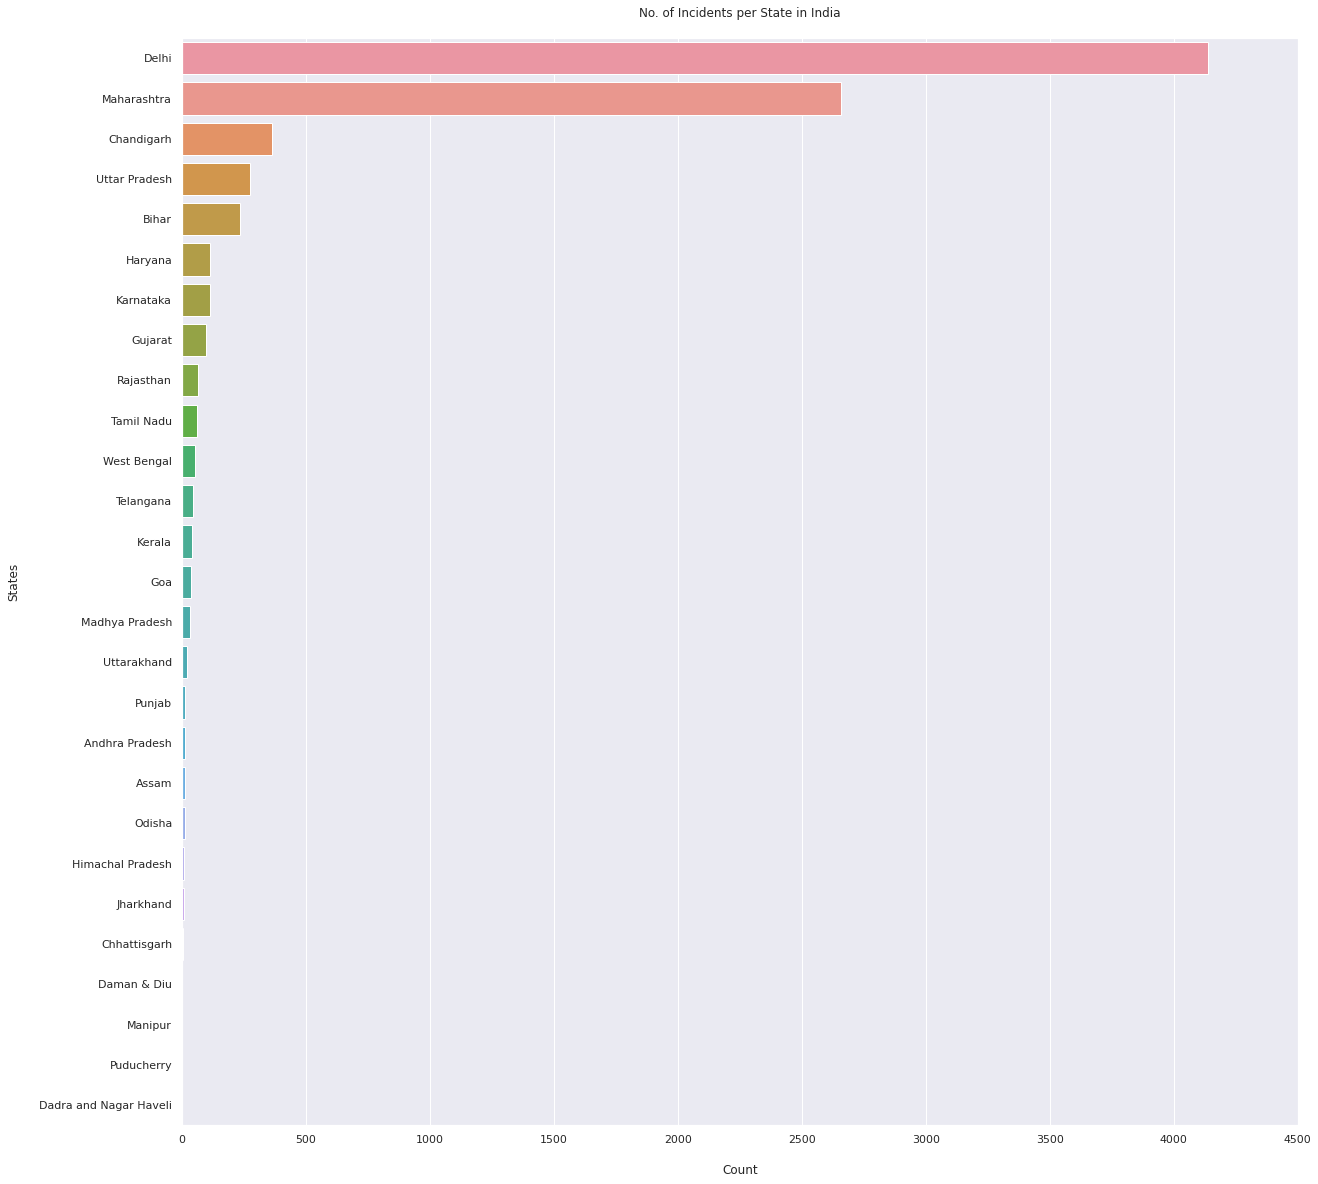 No. of Incidents per State in India
Delhi
Maharashtra
Chandigarh
Uttar Pradesh
Bihar
Haryana
Karnataka
Gujarat
Rajasthan
Tamil Nadu
West Bengal
Telangana
Kerala
Goa
Madhya Pradesh
Uttarakhand
Punjab
Andhra Pradesh
Assam
Odisha
Himachal Pradesh
Jharkhand
Chhattisgarh
Daman & Diu
Manipur
Puducherry
Dadra and Nagar Haveli
States
0 500 1000 1500 2000 2500 3000 3500 4000 4500
Count